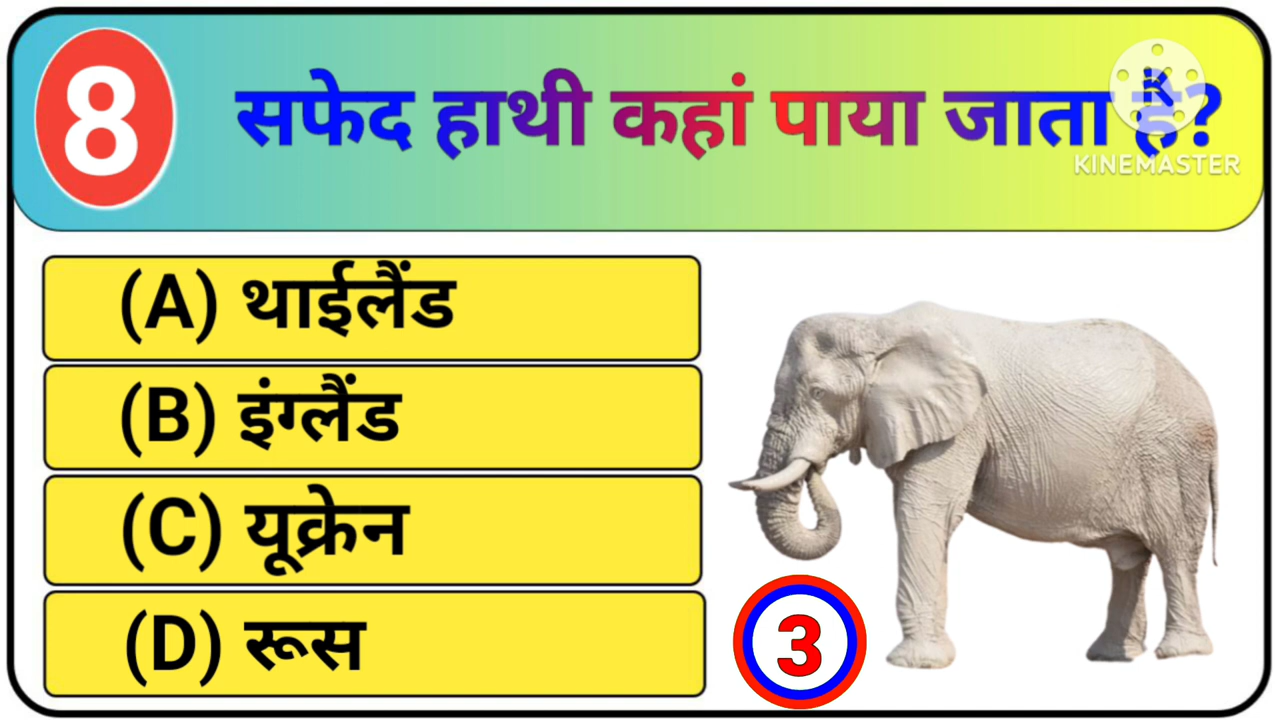 8
सफेद हाथी कहां पाया जाता है?
KINEMASTER
(A) थाईलैंड
(B) इंग्लैंड
(C) यूक्रेन
(D) रूस
3